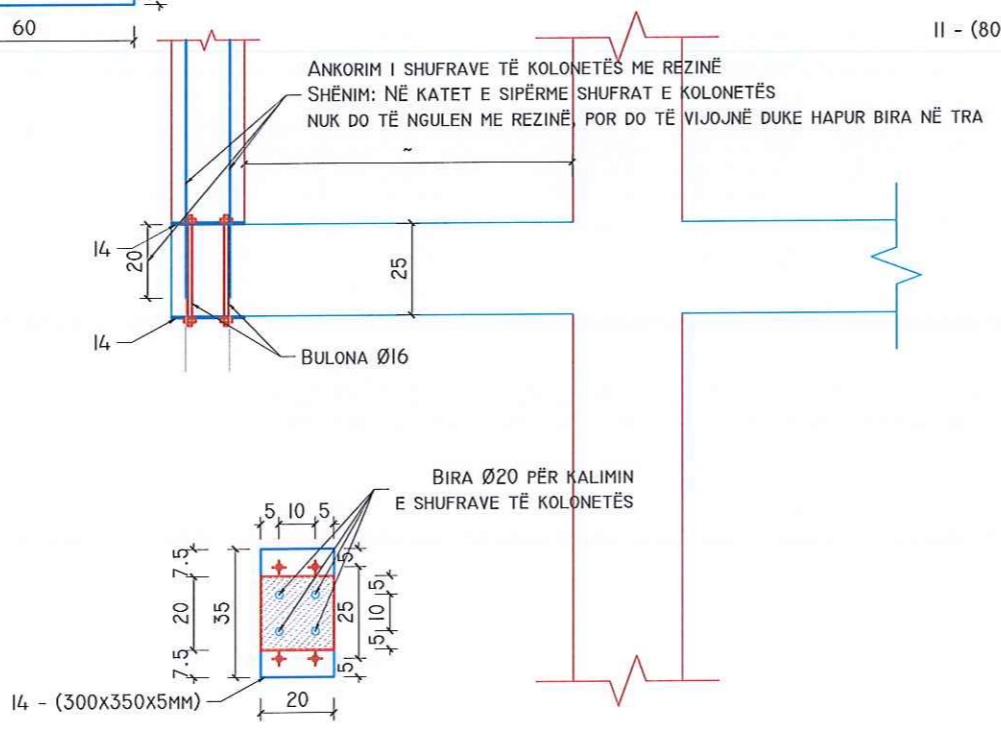 60
II - (80
ANKORIM I SHUFRAVE TË KOLONETËS ME REZINË
SHËNIM: NË KATET E SIPËRME SHUFRAT E KOLONETËS
NUK DO TË NGULEN ME REZINË, POR DO TË VIJOJNË DUKE HAPUR BIRA NË TRA
~
14
20
25
14
BULONA Ø16
BIRA Ø20 PËR KALIMIN
E SHUFRAVE TË KOLONETËS
5 10 5
7.5
20
7.5
35
5
25
5
5
10
5
14 - (300X350X5MM)
20